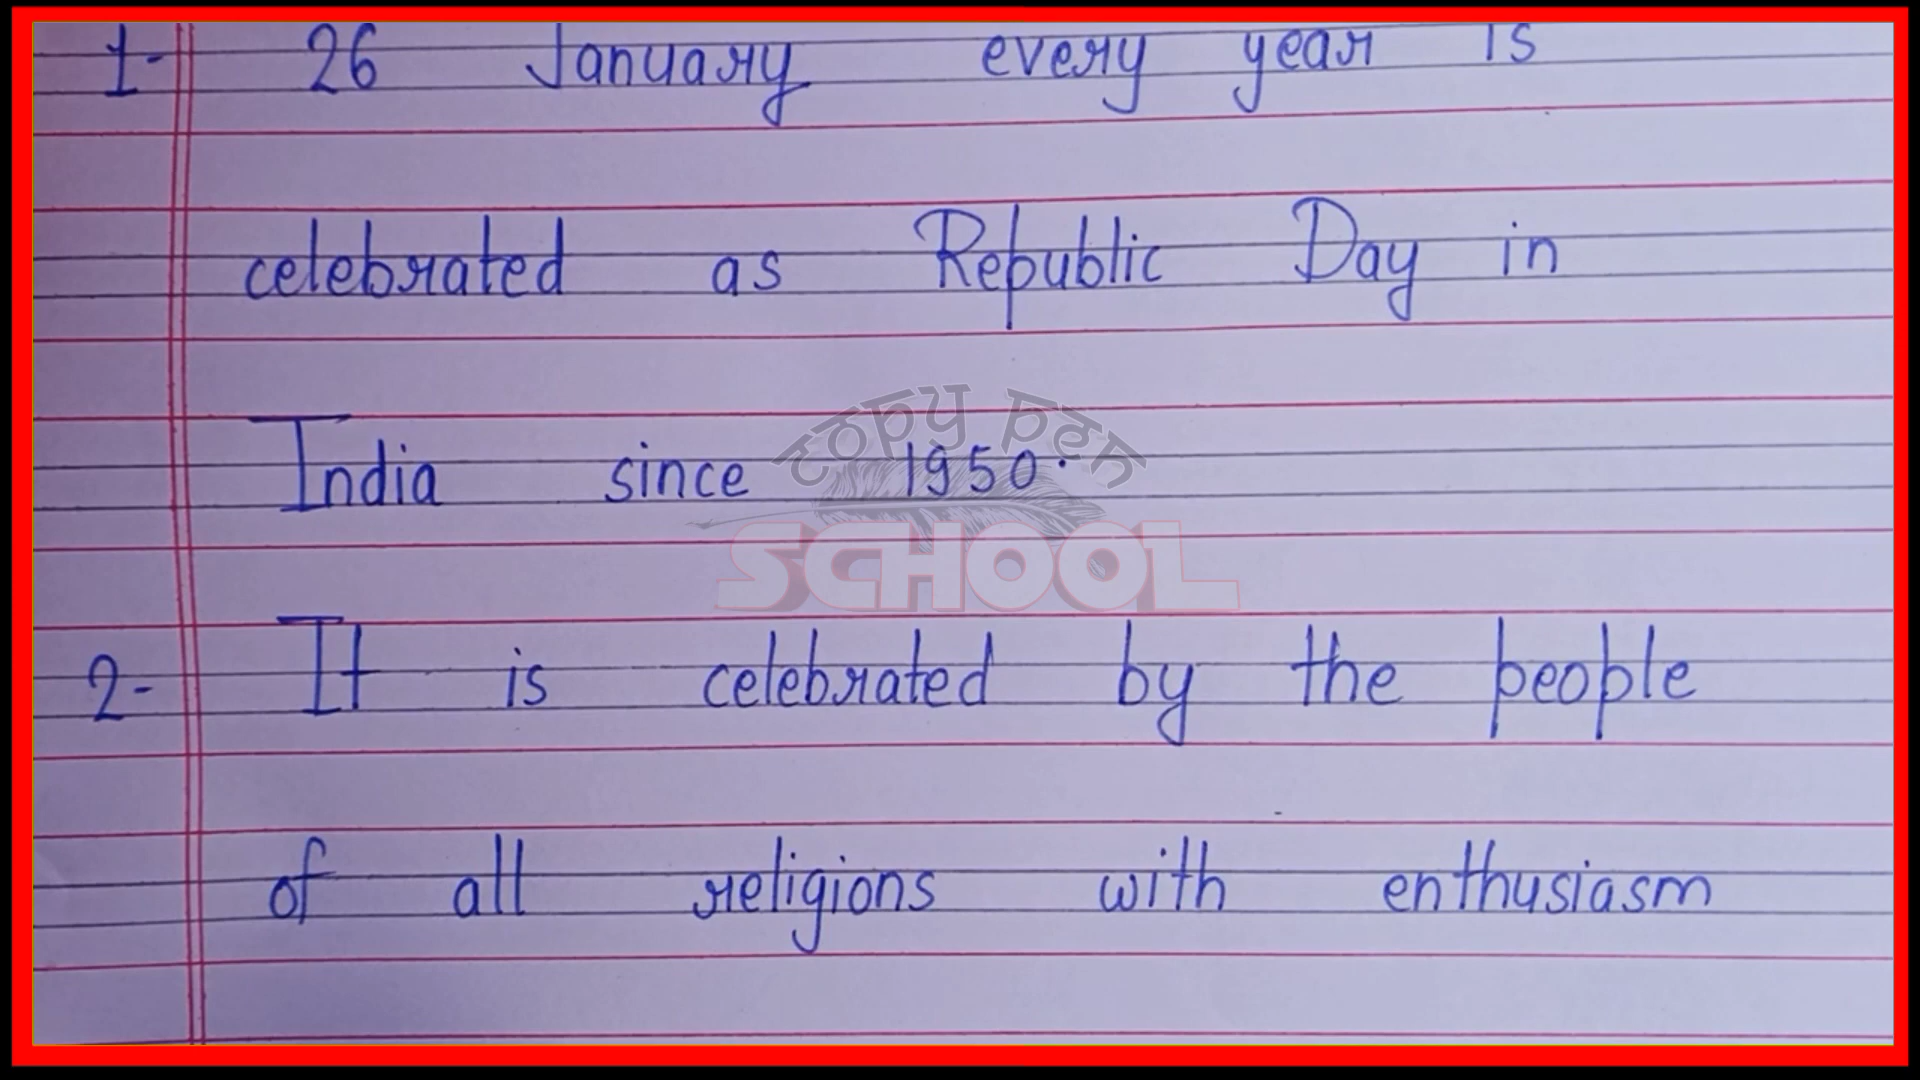 1- 26 January every year is
celebrated as Republic Day in
India since 1950.
copy पेन
SCHOOL
2- It is celebrated by the people
of all religions with enthusiasm